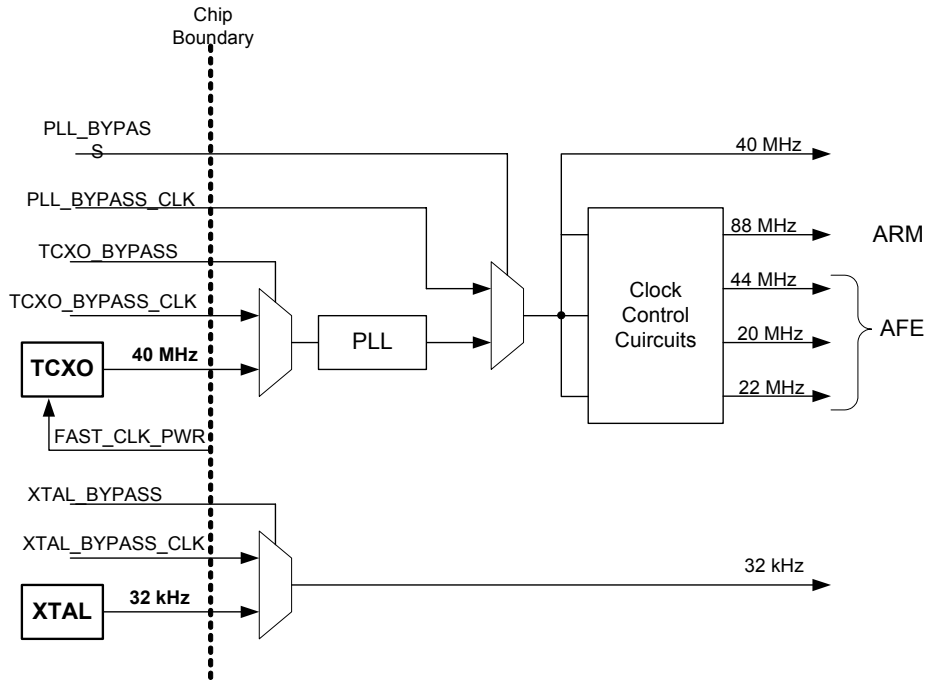 Chip
Boundary
PLL_BYPAS
S
40 MHz
PLL_BYPASS_CLK
88 MHz
ARM
TCXO_BYPASS
44 MHz
TCXO_BYPASS_CLK
Clock
Control
Cuircuits
PLL
20 MHz
AFE
TCXO
40 MHz
22 MHz
FAST_CLK_PWR
XTAL_BYPASS
XTAL_BYPASS_CLK
32 kHz
XTAL
32 kHz